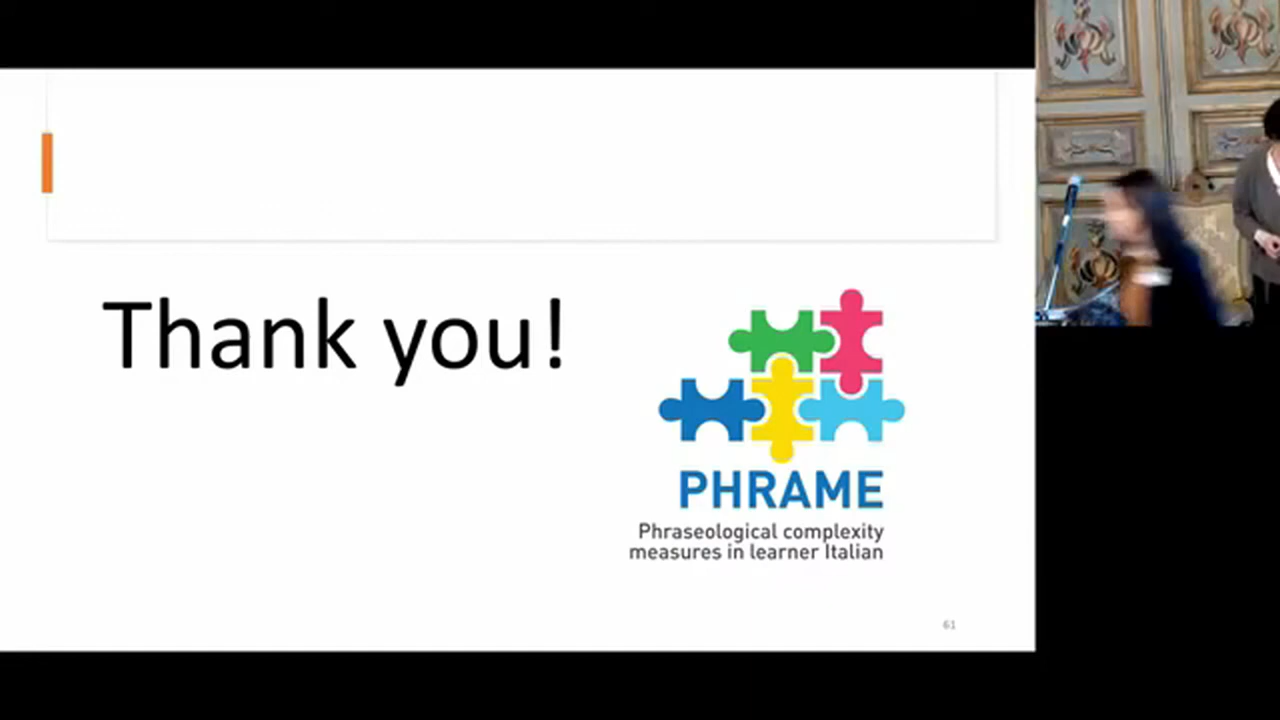 Thank you!
PHRAME
Phraseological complexity
measures in learner Italian
61